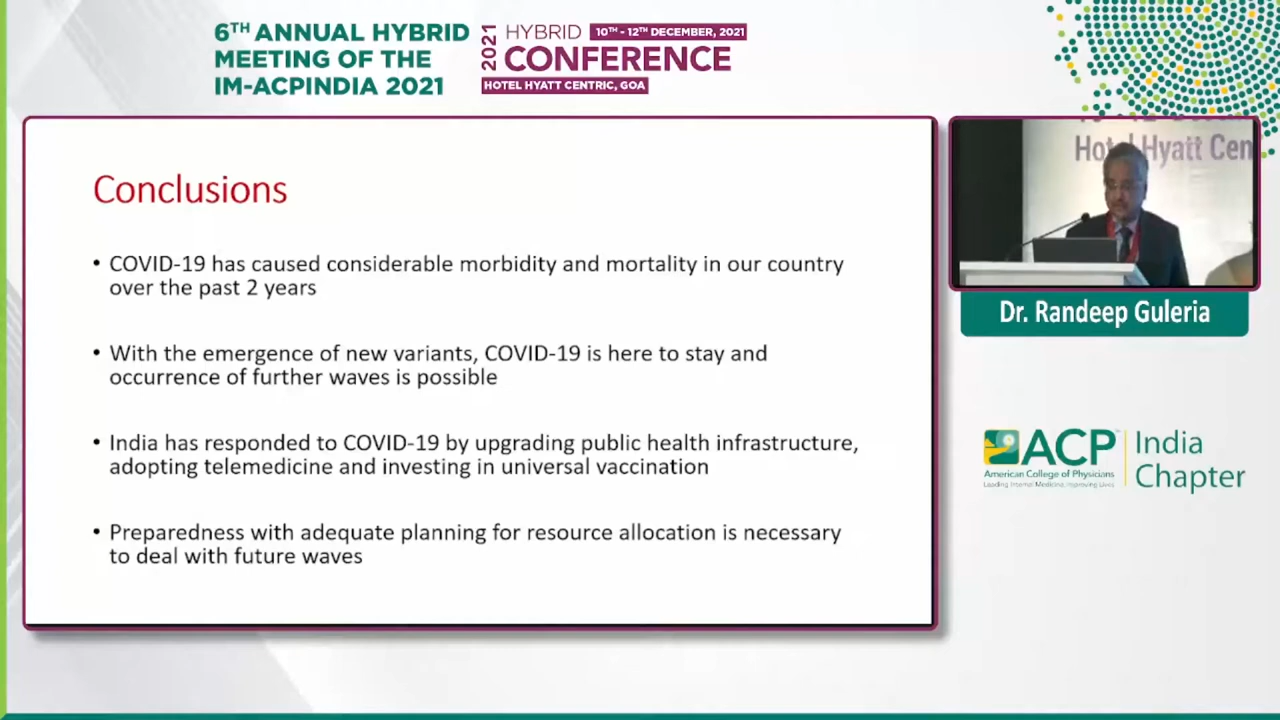 6TH ANNUAL HYBRID
MEETING OF THE
IM-ACPINDIA 2021
2021
HYBRID 10TH - 12TH DECEMBER, 2021
CONFERENCE
HOTEL HYATT CENTRIC, GOA
Conclusions
• COVID-19 has caused considerable morbidity and mortality in our country
over the past 2 years
• With the emergence of new variants, COVID-19 is here to stay and
occurrence of further waves is possible
• India has responded to COVID-19 by upgrading public health infrastructure,
adopting telemedicine and investing in universal vaccination
• Preparedness with adequate planning for resource allocation is necessary
to deal with future waves
Hotel Hyatt Cen
Dr. Randeep Guleria
ACP™
American College of Physicians
Leading Internal Medicine, Improving Lives
India
Chapter